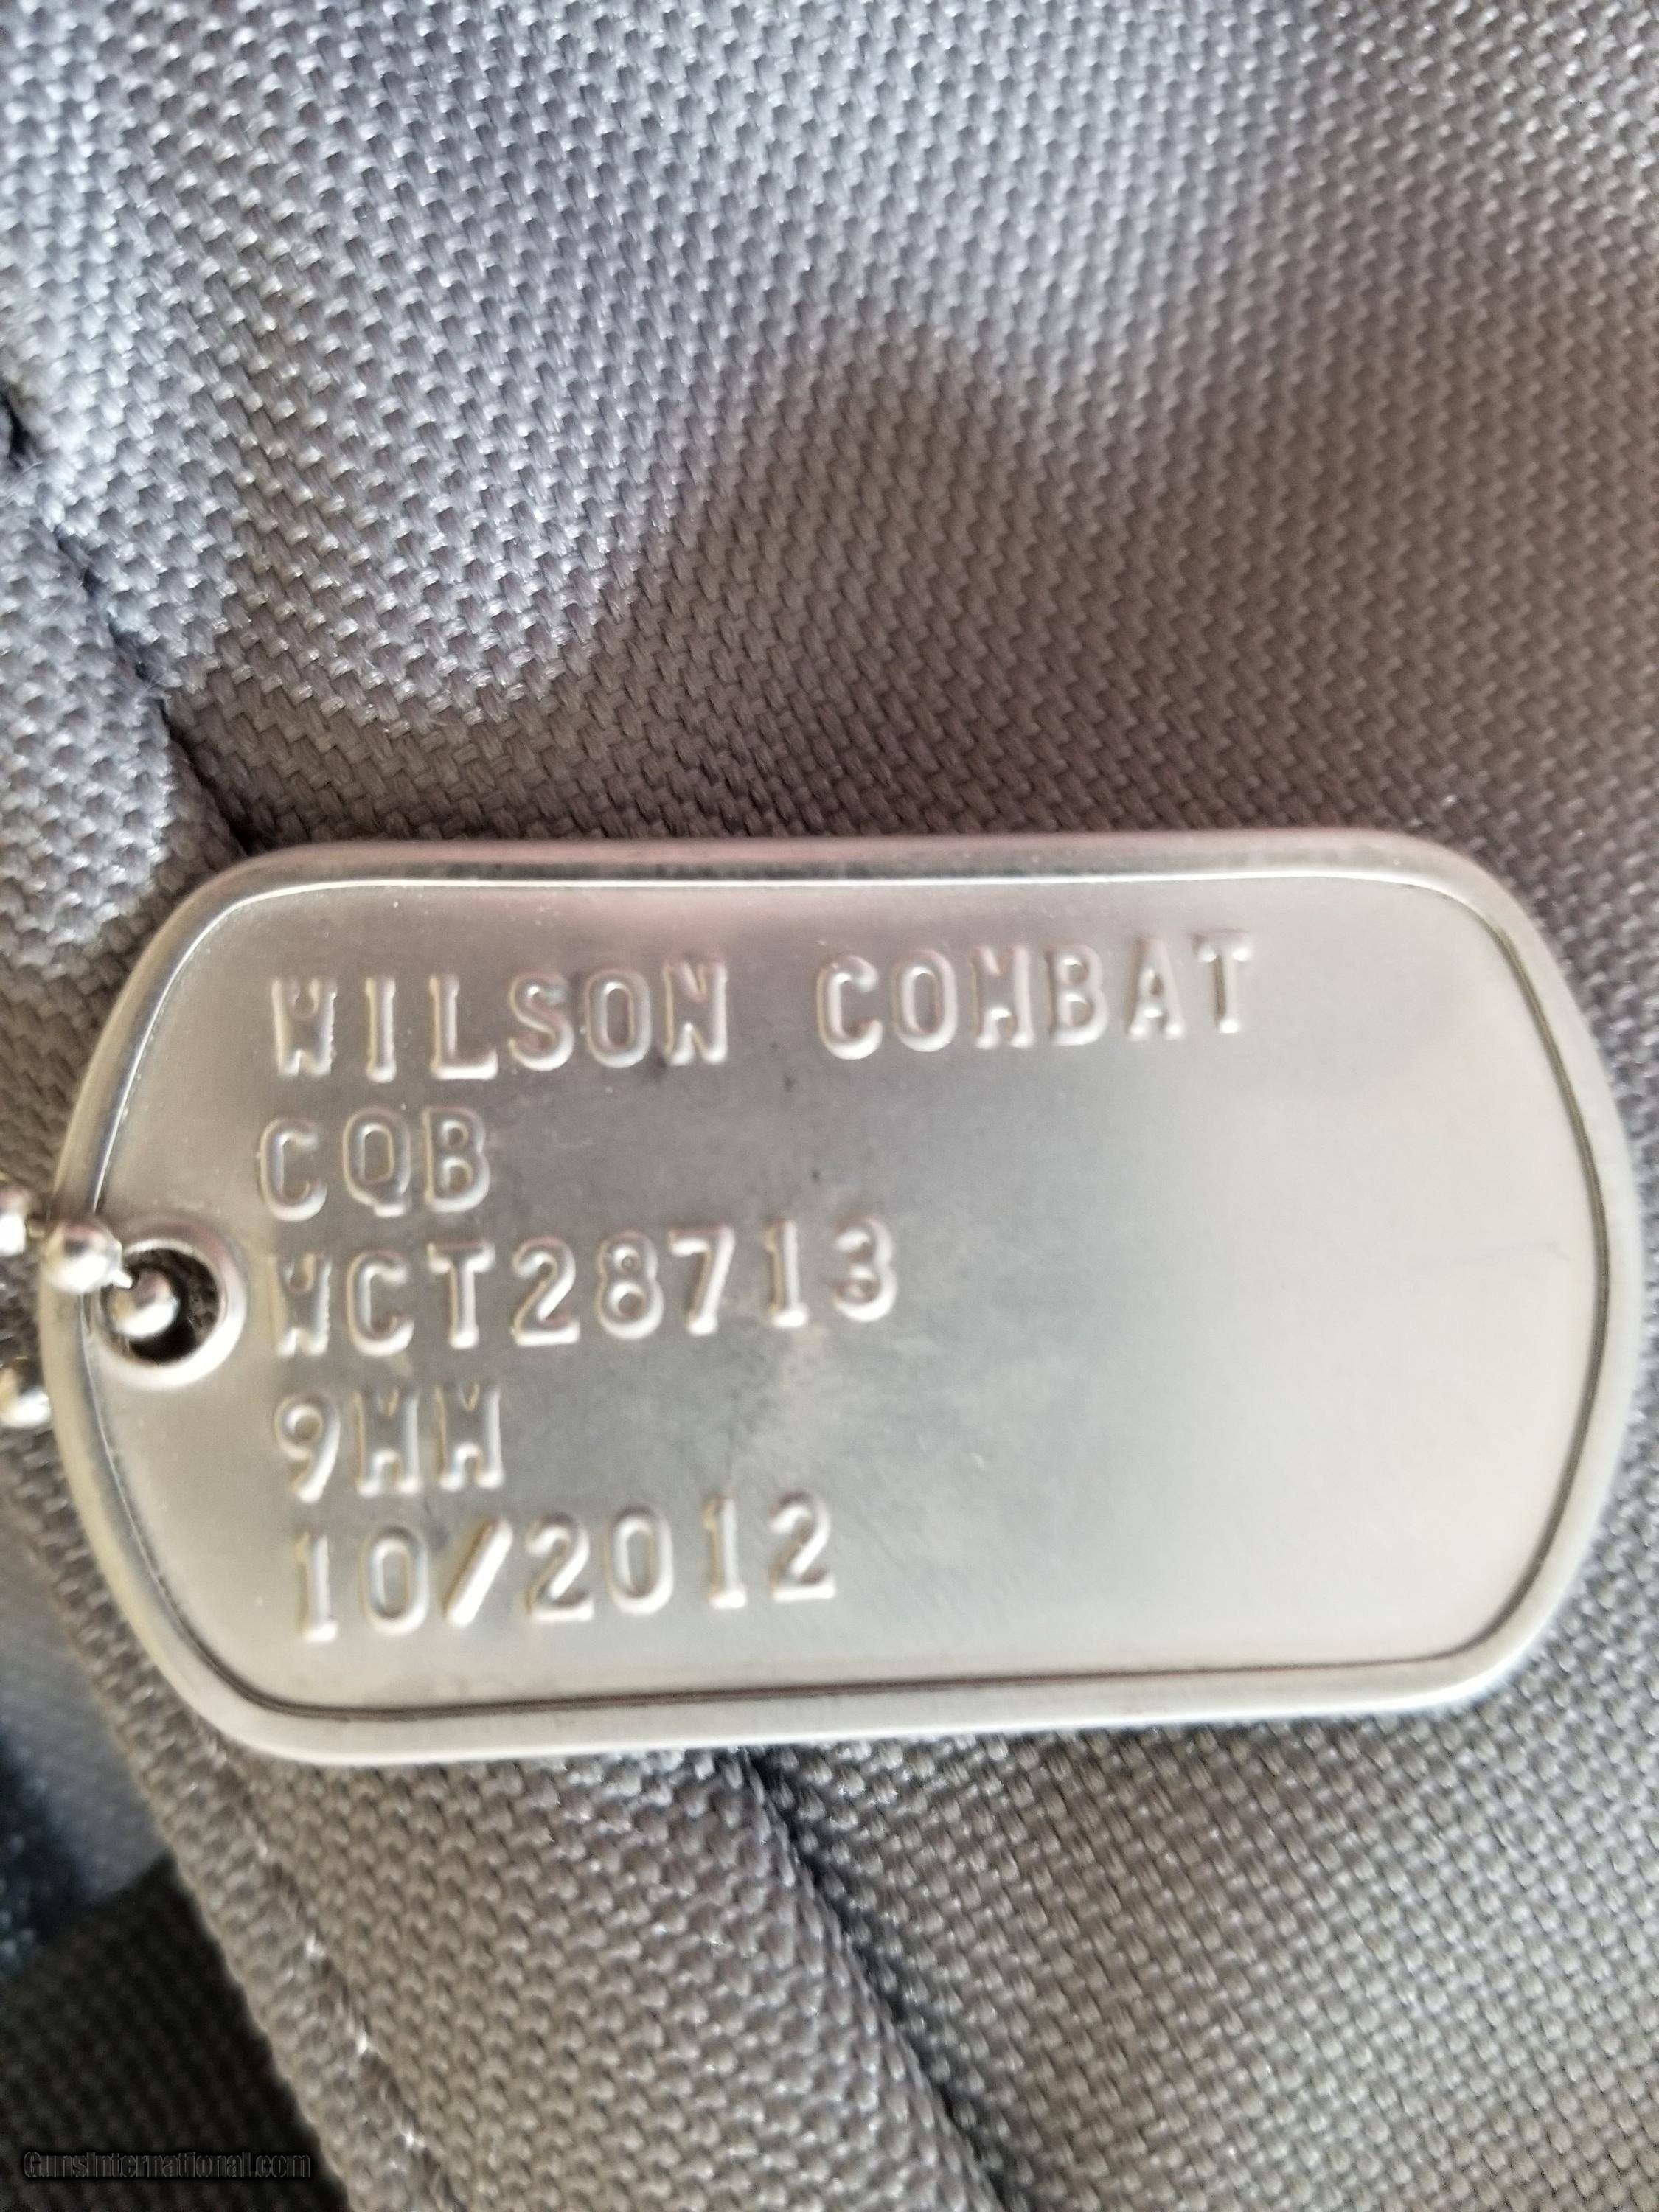 WILSON COMBAT
CQB
WCT28713
9MM
10/2012
GunsInternational.com